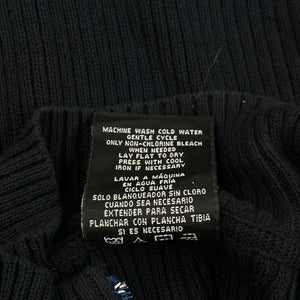 MACHINE WASH COLD WATER
GENTLE CYCLE
ONLY NON-CHLORINE BLEACH
WHEN NEEDED
LAY FLAT TO DRY
PRESS WITH COOL
IRON IF NECESSARY
LAVAR A MÁQUINA
EN AGUA FRÍA
CICLO SUAVE
SOLO BLANQUEADOR SIN CLORO
CUANDO SEA NECESARIO
EXTENDER PARA SECAR
PLANCHAR CON PLANCHA TIBIA
SI ES NECESARIO